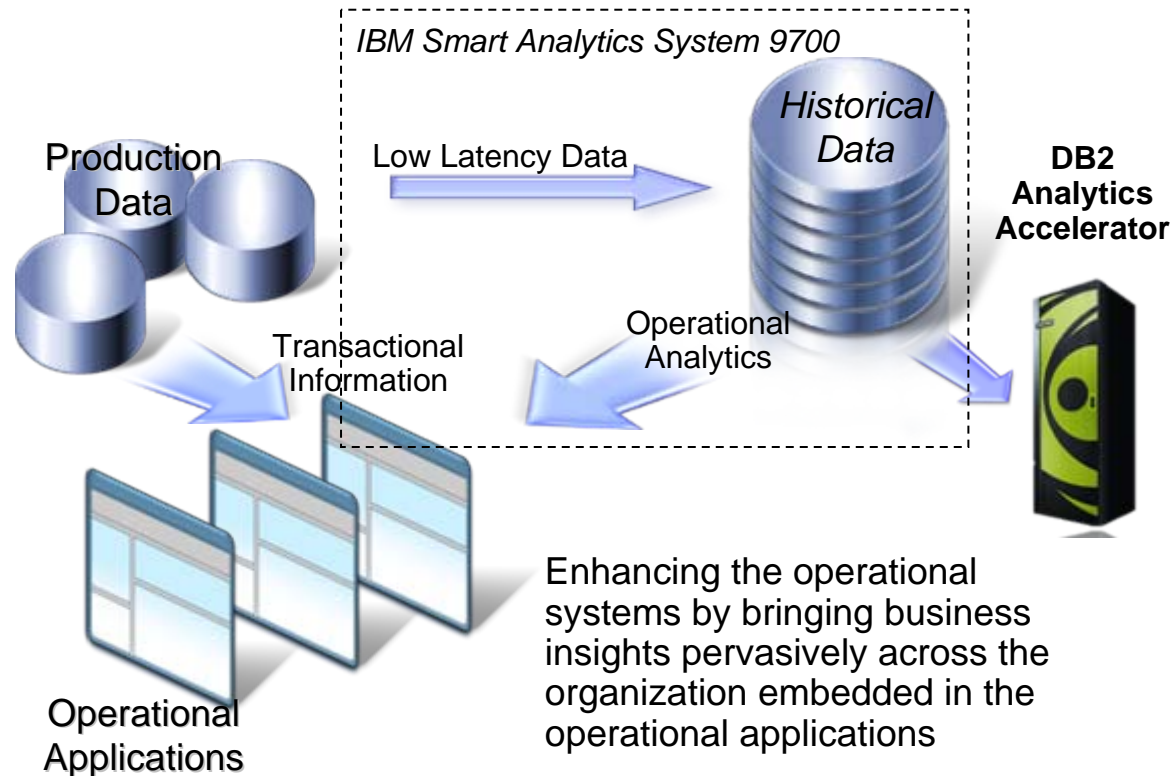 IBM Smart Analytics System 9700
Production
Data
Low Latency Data
Historical
Data
DB2
Analytics
Accelerator
Transactional
Information
Operational
Analytics
Operational
Applications
Enhancing the operational
systems by bringing business
insights pervasively across the
organization embedded in the
operational applications